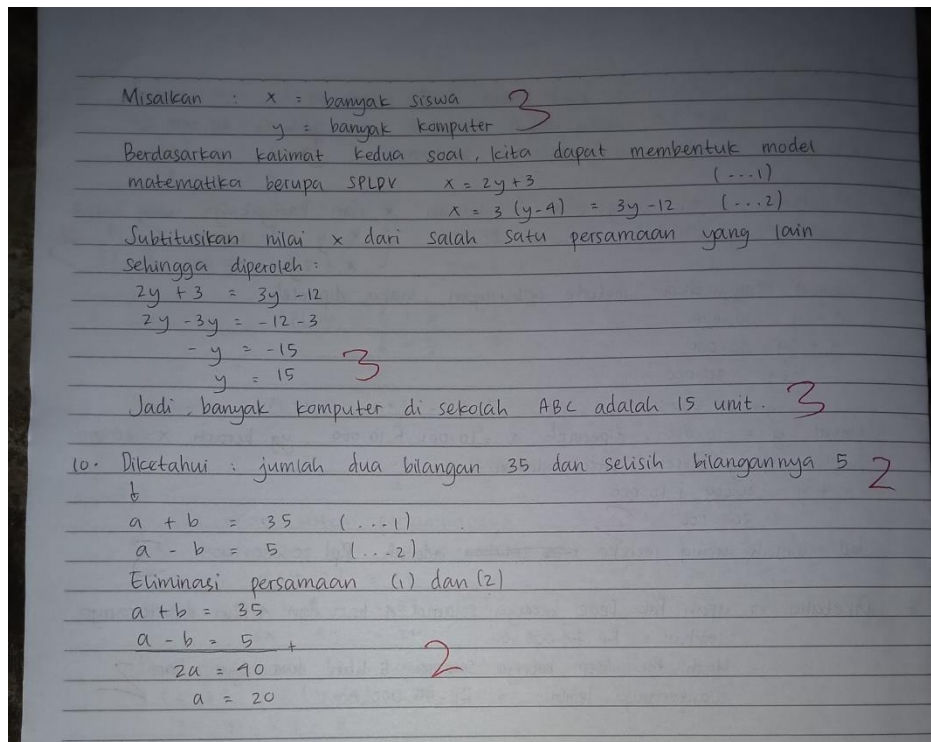 Misalkan : x = banyak siswa 3
y = banyak komputer
Berdasarkan kalimat kedua soal, kita dapat membentuk model
matematika berupa SPLDV x = 2y + 3 (...1)
x = 3 (y-4) = 3y - 12 (...2)
Subtitusikan nilai x dari salah satu persamaan yang lain
sehingga diperoleh :
2y + 3 = 3y - 12
2y - 3y = -12 - 3
- y = -15 3
y = 15
Jadi, banyak komputer di sekolah ABC adalah 15 unit. 3
10. Diketahui : jumlah dua bilangan 35 dan selisih bilangannya 5 2
a + b = 35 (...1)
a - b = 5 (...2)
Eliminasi persamaan (1) dan (2)
a + b = 35
a - b = 5 +
2a = 40 2
a = 20